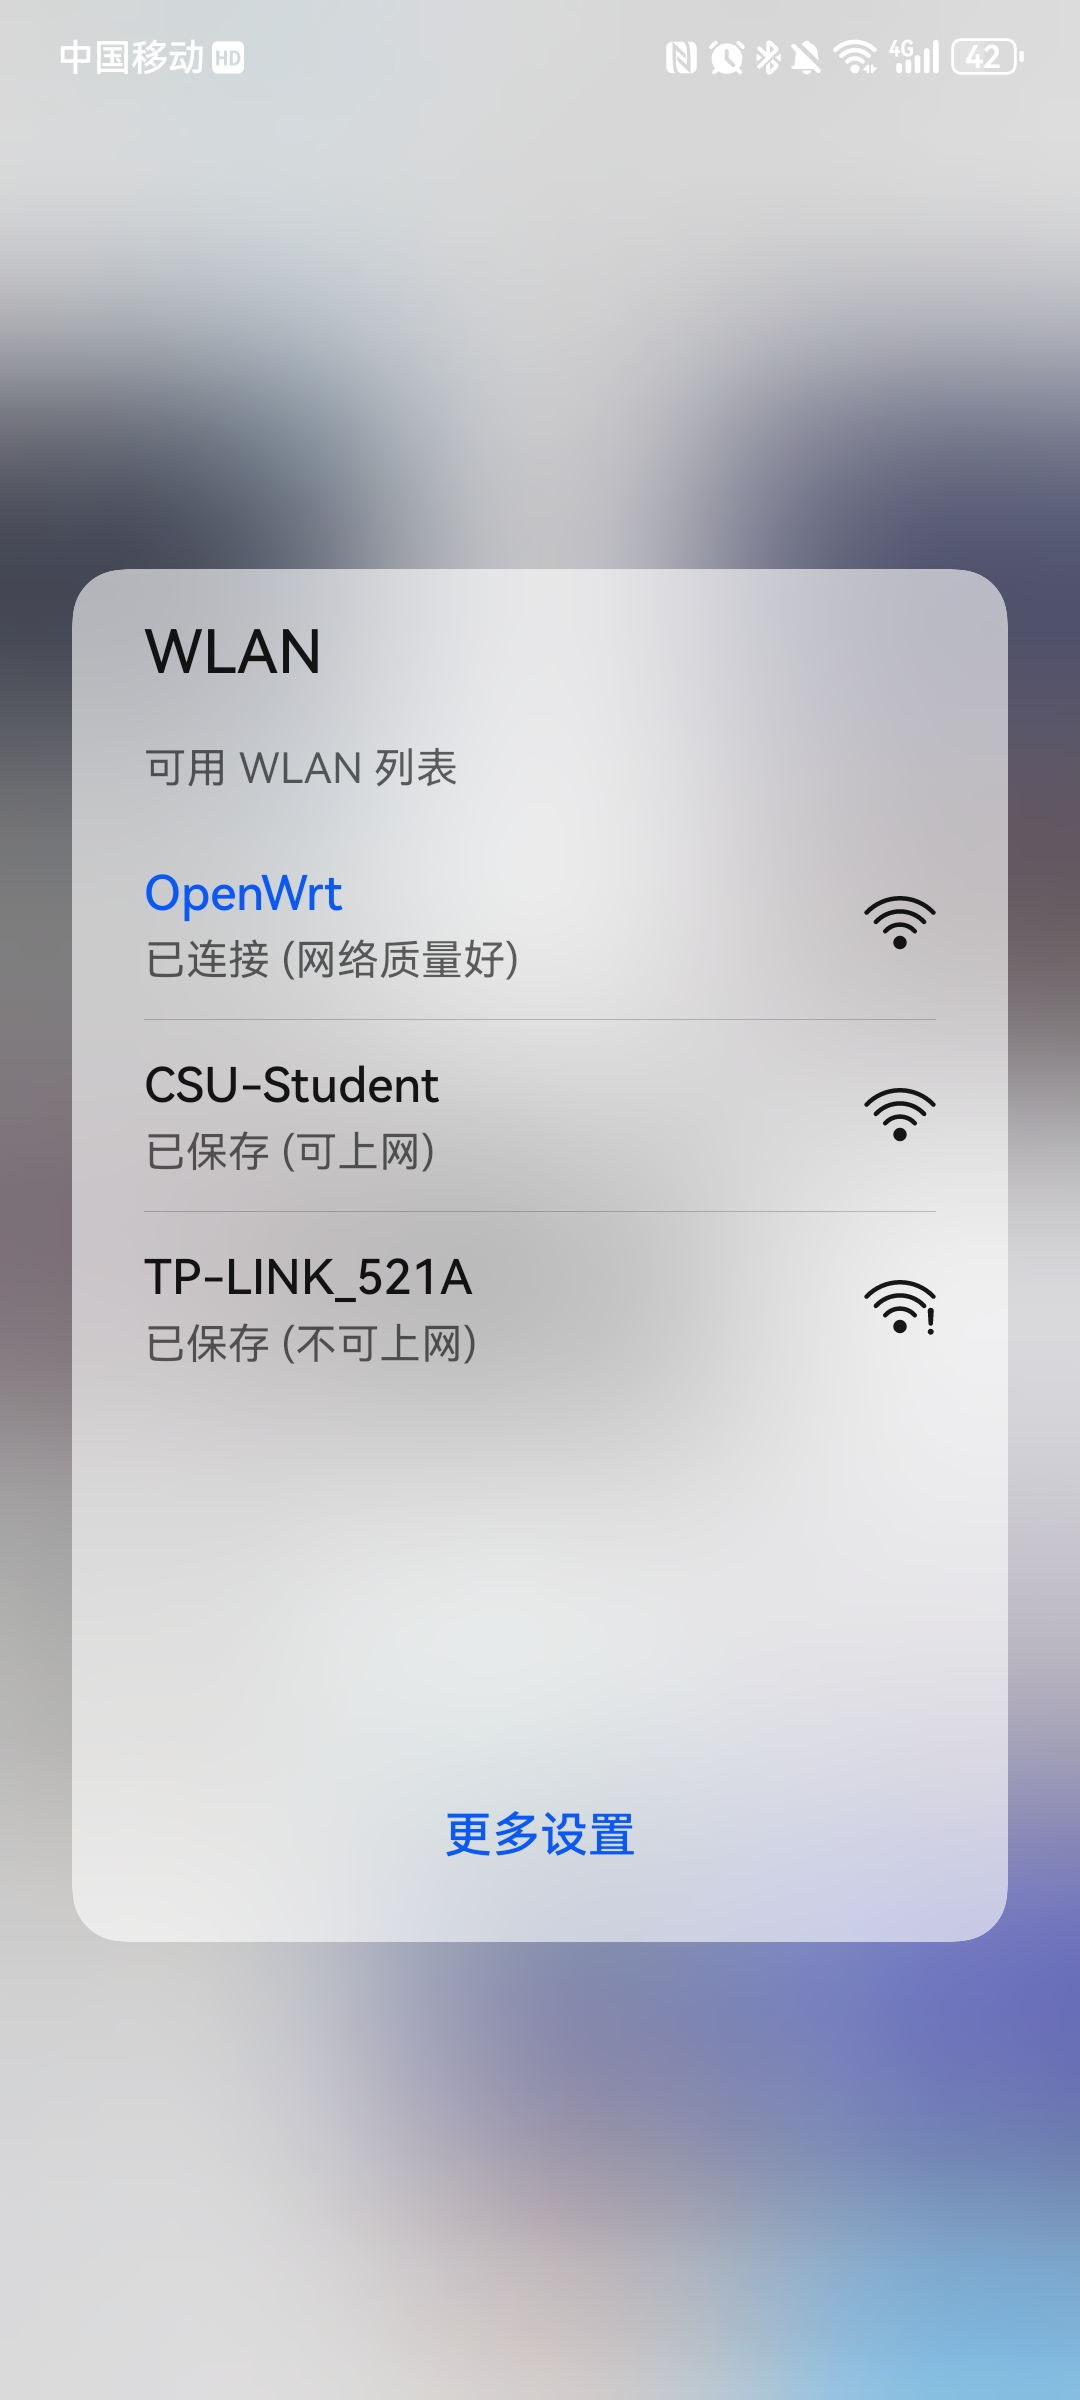 中国移动 HD 4G 42
WLAN
可用 WLAN 列表
OpenWrt
已连接 (网络质量好)
CSU-Student
已保存 (可上网)
TP-LINK_521A
已保存 (不可上网)
更多设置